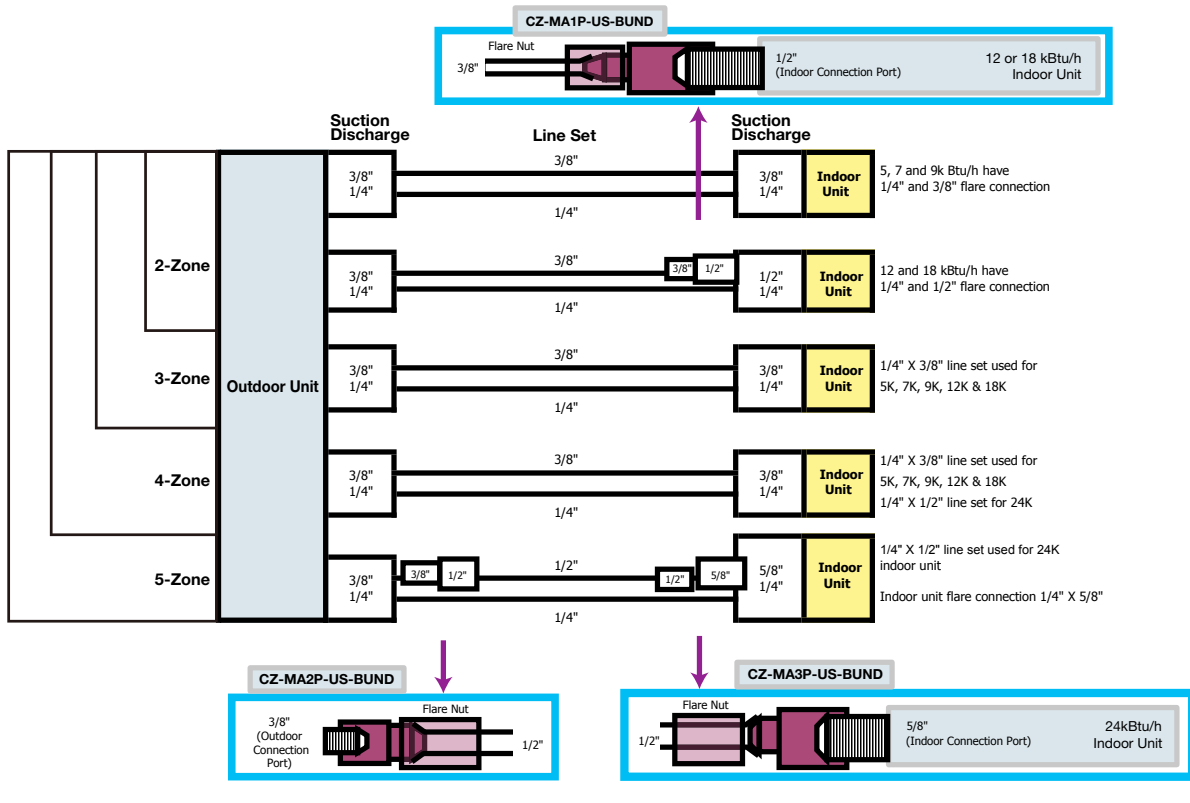 CZ-MA1P-US-BUND
Flare Nut
3/8"
1/2"
(Indoor Connection Port)
12 or 18 kBtu/h
Indoor Unit
Suction
Discharge
Line Set
Suction
Discharge
3/8"
1/4"
3/8"
1/4"
3/8"
1/4"
Indoor
Unit
5, 7 and 9k Btu/h have
1/4" and 3/8" flare connection
2-Zone
3/8"
1/4"
3/8"
1/4"
3/8"
1/2"
1/2"
1/4"
Indoor
Unit
12 and 18 kBtu/h have
1/4" and 1/2" flare connection
3-Zone
Outdoor Unit
3/8"
1/4"
3/8"
1/4"
3/8"
1/4"
Indoor
Unit
1/4" X 3/8" line set used for
5K, 7K, 9K, 12K & 18K
4-Zone
3/8"
1/4"
3/8"
1/4"
3/8"
1/4"
Indoor
Unit
1/4" X 3/8" line set used for
5K, 7K, 9K, 12K & 18K
1/4" X 1/2" line set for 24K
5-Zone
3/8"
1/4"
3/8"
1/2"
1/2"
1/4"
1/2"
5/8"
5/8"
1/4"
Indoor
Unit
1/4" X 1/2" line set used for 24K
indoor unit
Indoor unit flare connection 1/4" X 5/8"
CZ-MA2P-US-BUND
3/8"
(Outdoor
Connection
Port)
Flare Nut
1/2"
CZ-MA3P-US-BUND
Flare Nut
1/2"
5/8"
(Indoor Connection Port)
24kBtu/h
Indoor Unit